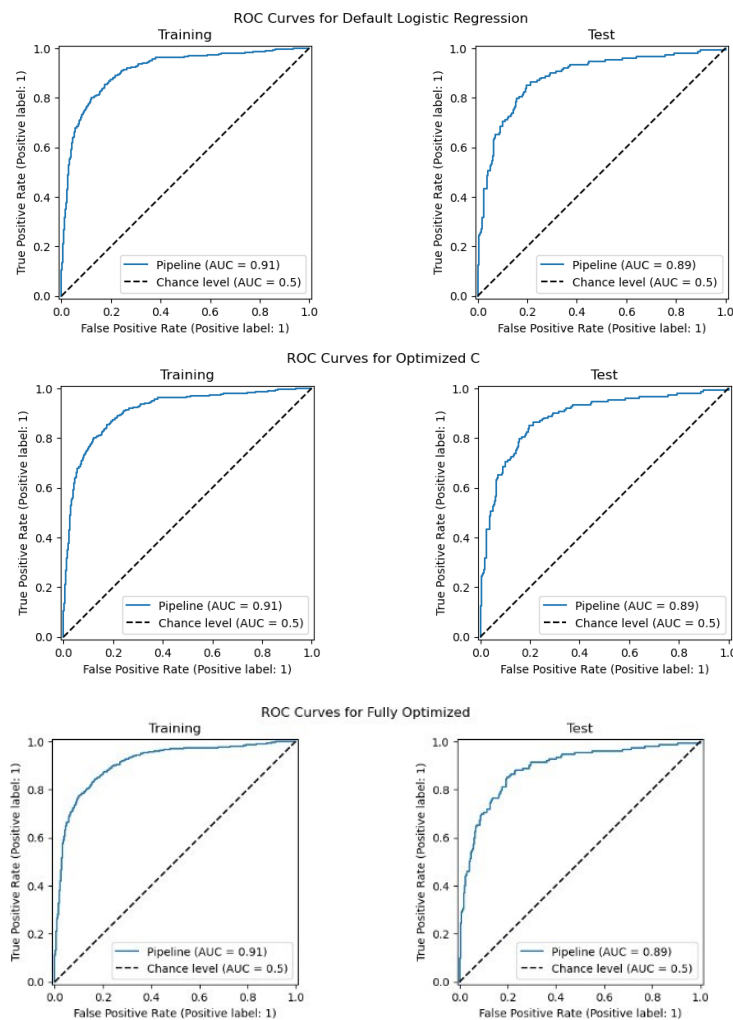 ROC Curves for Default Logistic Regression
Training
Test
True Positive Rate (Positive label: 1)
1.0
0.8
0.6
0.4
0.2
0.0
Pipeline (AUC = 0.91)
Chance level (AUC = 0.5)
0.0 0.2 0.4 0.6 0.8 1.0
False Positive Rate (Positive label: 1)
True Positive Rate (Positive label: 1)
1.0
0.8
0.6
0.4
0.2
0.0
Pipeline (AUC = 0.89)
Chance level (AUC = 0.5)
0.0 0.2 0.4 0.6 0.8 1.0
False Positive Rate (Positive label: 1)
ROC Curves for Optimized C
Training
Test
True Positive Rate (Positive label: 1)
1.0
0.8
0.6
0.4
0.2
0.0
Pipeline (AUC = 0.91)
Chance level (AUC = 0.5)
0.0 0.2 0.4 0.6 0.8 1.0
False Positive Rate (Positive label: 1)
True Positive Rate (Positive label: 1)
1.0
0.8
0.6
0.4
0.2
0.0
Pipeline (AUC = 0.89)
Chance level (AUC = 0.5)
0.0 0.2 0.4 0.6 0.8 1.0
False Positive Rate (Positive label: 1)
ROC Curves for Fully Optimized
Training
Test
True Positive Rate (Positive label: 1)
1.0
0.8
0.6
0.4
0.2
0.0
Pipeline (AUC = 0.91)
Chance level (AUC = 0.5)
0.0 0.2 0.4 0.6 0.8 1.0
False Positive Rate (Positive label: 1)
True Positive Rate (Positive label: 1)
1.0
0.8
0.6
0.4
0.2
0.0
Pipeline (AUC = 0.89)
Chance level (AUC = 0.5)
0.0 0.2 0.4 0.6 0.8 1.0
False Positive Rate (Positive label: 1)